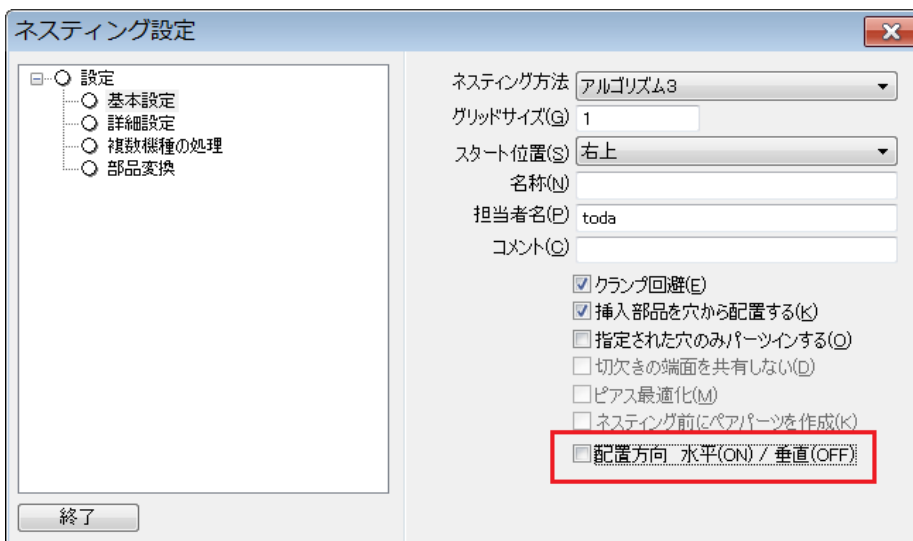 ネスティング設定
設定
基本設定
詳細設定
複数機種の処理
部品変換
終了
ネスティング方法 アルゴリズム3
グリッドサイズ(G) 1
スタート位置(S) 右上
名称(N)
担当者名(P) toda
コメント(C)
クランプ回避(E)
挿入部品を穴から配置する(K)
指定された穴のみパーツインする(O)
切欠きの端面を共有しない(D)
ピアス最適化(M)
ネスティング前にペアパーツを作成(K)
配置方向 水平(ON) / 垂直(OFF)